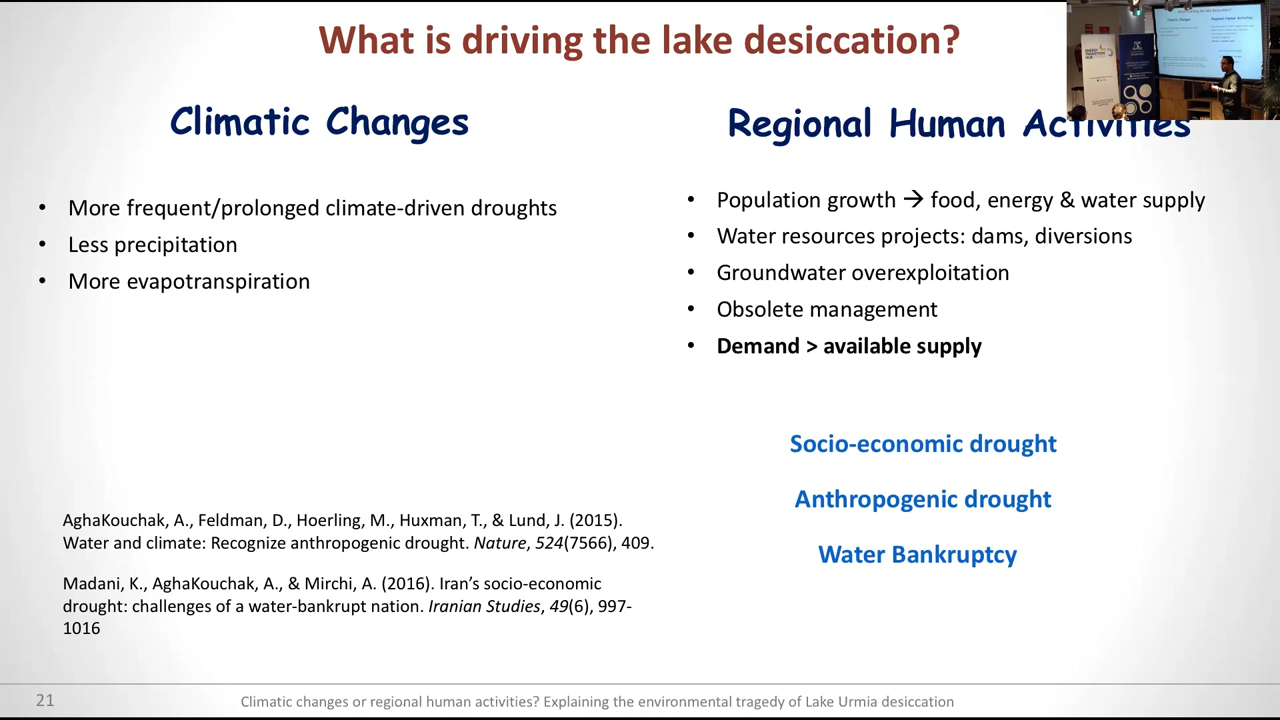 What is driving the lake desiccation?
Climatic Changes
• More frequent/prolonged climate-driven droughts
• Less precipitation
• More evapotranspiration
Regional Human Activities
• Population growth → food, energy & water supply
• Water resources projects: dams, diversions
• Groundwater overexploitation
• Obsolete management
• Demand > available supply
Socio-economic drought
Anthropogenic drought
Water Bankruptcy
AghaKouchak, A., Feldman, D., Hoerling, M., Huxman, T., & Lund, J. (2015).
Water and climate: Recognize anthropogenic drought. Nature, 524(7566), 409.
Madani, K., AghaKouchak, A., & Mirchi, A. (2016). Iran’s socio-economic
drought: challenges of a water-bankrupt nation. Iranian Studies, 49(6), 997-
1016
21
Climatic changes or regional human activities? Explaining the environmental tragedy of Lake Urmia desiccation